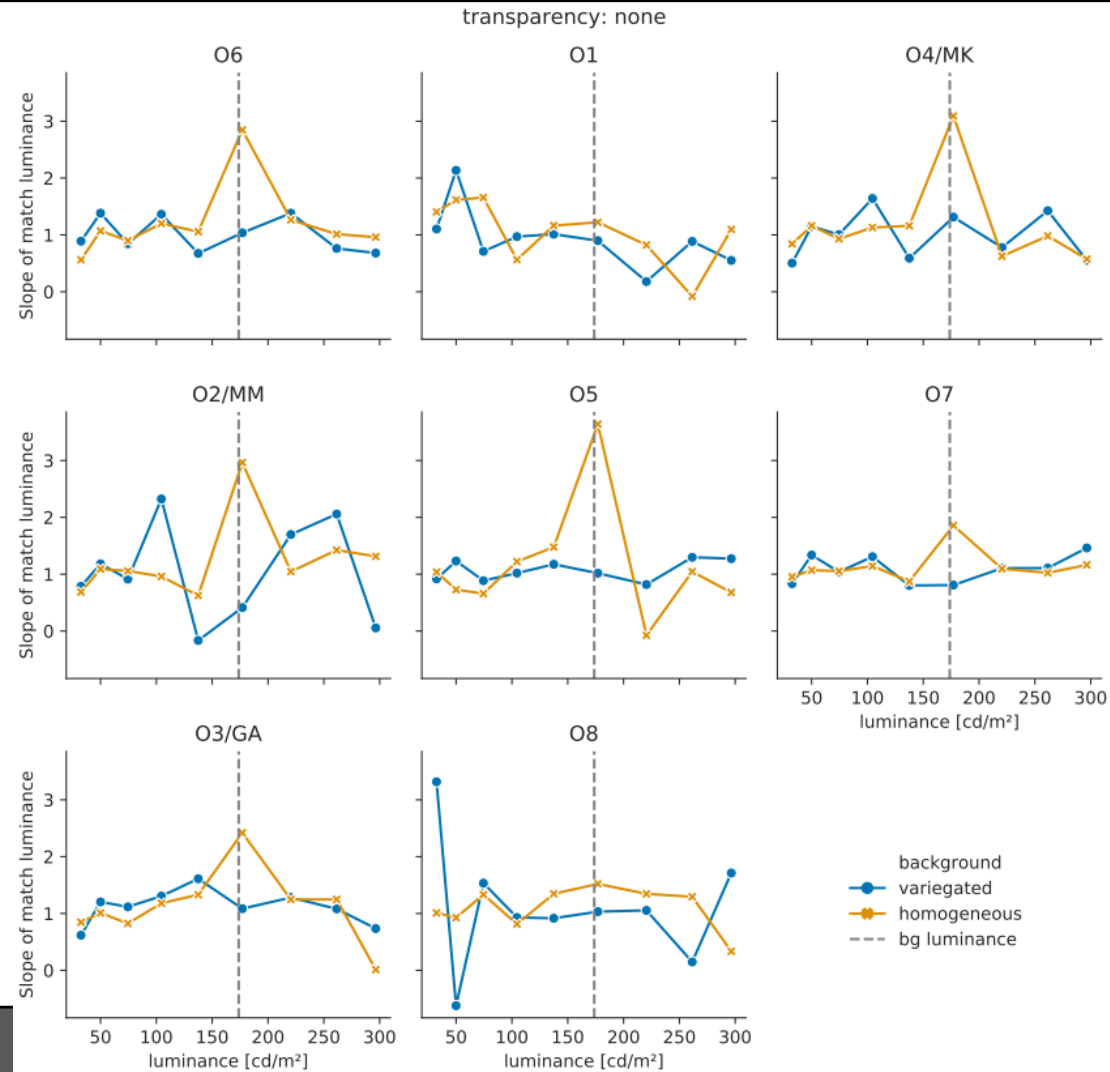 transparency: none
O6
O1
O4/MK
Slope of match luminance
3
2
1
0
O2/MM
O5
O7
Slope of match luminance
3
2
1
0
50 100 150 200 250 300
luminance [cd/m²]
O3/GA
O8
Slope of match luminance
3
2
1
0
background
variegated
homogeneous
bg luminance
50 100 150 200 250 300
luminance [cd/m²]
50 100 150 200 250 300
luminance [cd/m²]